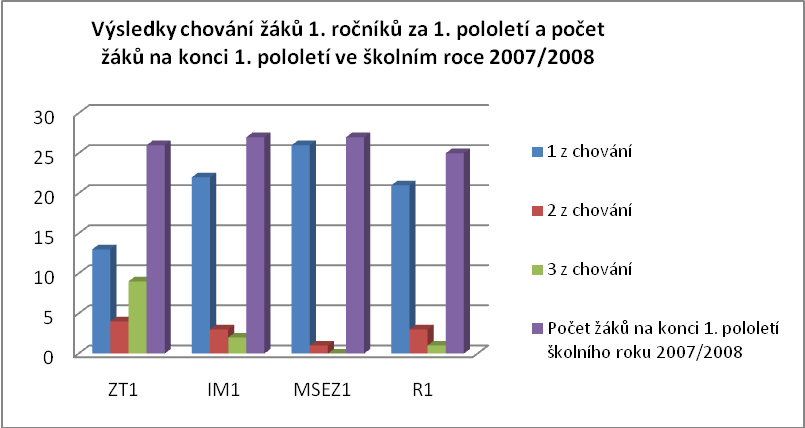 Výsledky chování žáků 1. ročníků za 1. pololetí a počet
žáků na konci 1. pololetí ve školním roce 2007/2008
30
25
20
15
10
5
0
ZT1
IM1
MSEZ1
R1
1 z chování
2 z chování
3 z chování
Počet žáků na konci 1. pololetí
školního roku 2007/2008